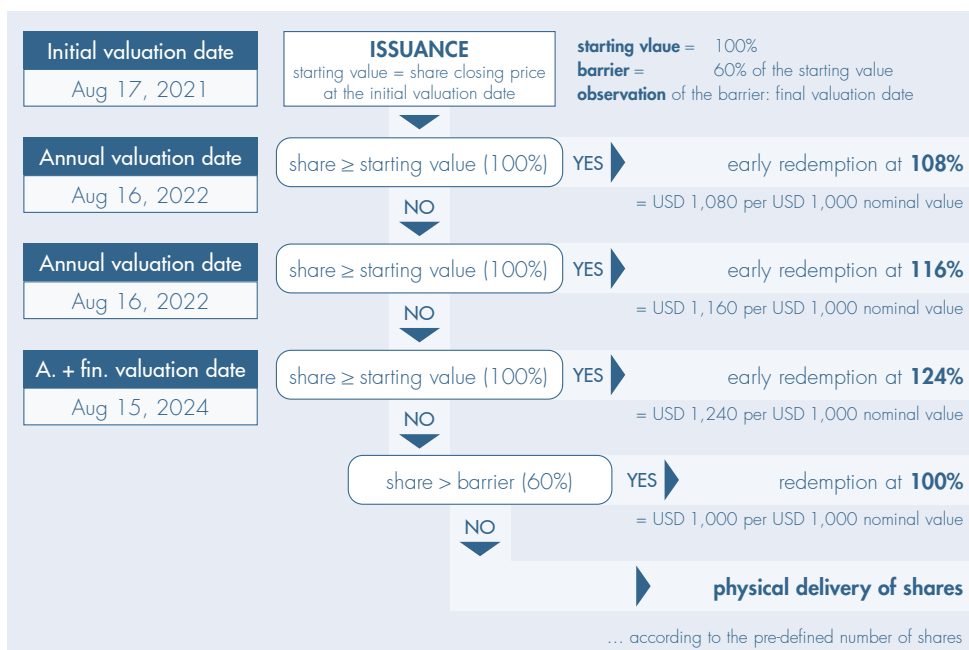 Initial valuation date
Aug 17, 2021
ISSUANCE
starting value = share closing price
at the initial valuation date
starting vlaue = 100%
barrier = 60% of the starting value
observation of the barrier: final valuation date
Annual valuation date
Aug 16, 2022
share ≥ starting value (100%)
YES
early redemption at 108%
= USD 1,080 per USD 1,000 nominal value
NO
Annual valuation date
Aug 16, 2022
share ≥ starting value (100%)
YES
early redemption at 116%
= USD 1,160 per USD 1,000 nominal value
NO
A. + fin. valuation date
Aug 15, 2024
share ≥ starting value (100%)
YES
early redemption at 124%
= USD 1,240 per USD 1,000 nominal value
NO
share > barrier (60%)
YES
redemption at 100%
= USD 1,000 per USD 1,000 nominal value
NO
physical delivery of shares
... according to the pre-defined number of shares